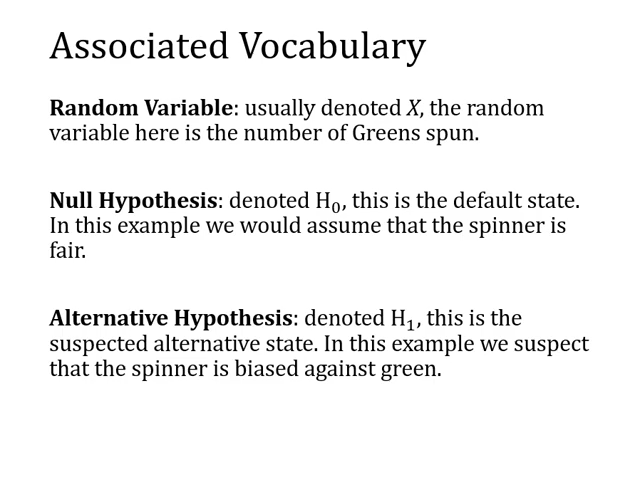 Associated Vocabulary
Random Variable: usually denoted X, the random
variable here is the number of Greens spun.
Null Hypothesis: denoted H₀, this is the default state.
In this example we would assume that the spinner is
fair.
Alternative Hypothesis: denoted H₁, this is the
suspected alternative state. In this example we suspect
that the spinner is biased against green.